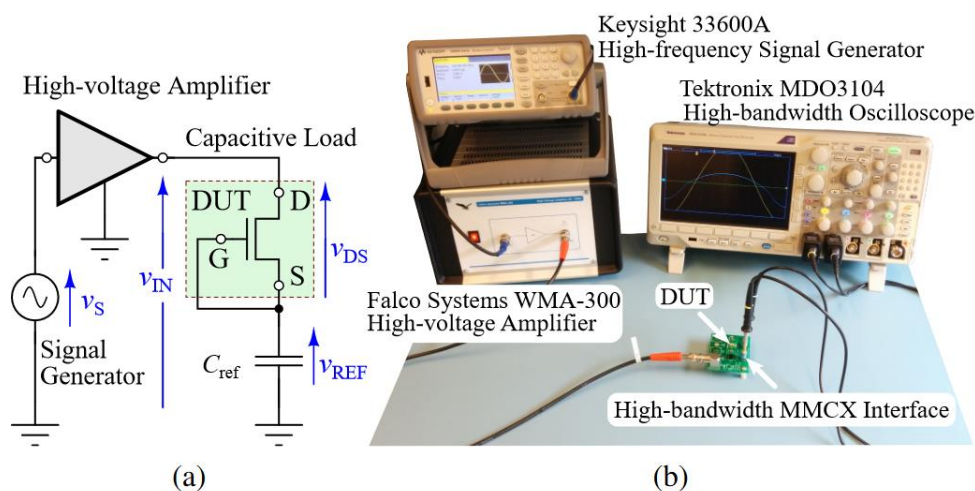 High-voltage Amplifier
Capacitive Load
DUT
D
G
S
vDS
vIN
vS
Signal
Generator
Cref
vREF
(a)
Keysight 33600A
High-frequency Signal Generator
Tektronix MDO3104
High-bandwidth Oscilloscope
Falco Systems WMA-300
High-voltage Amplifier
DUT
High-bandwidth MMCX Interface
(b)